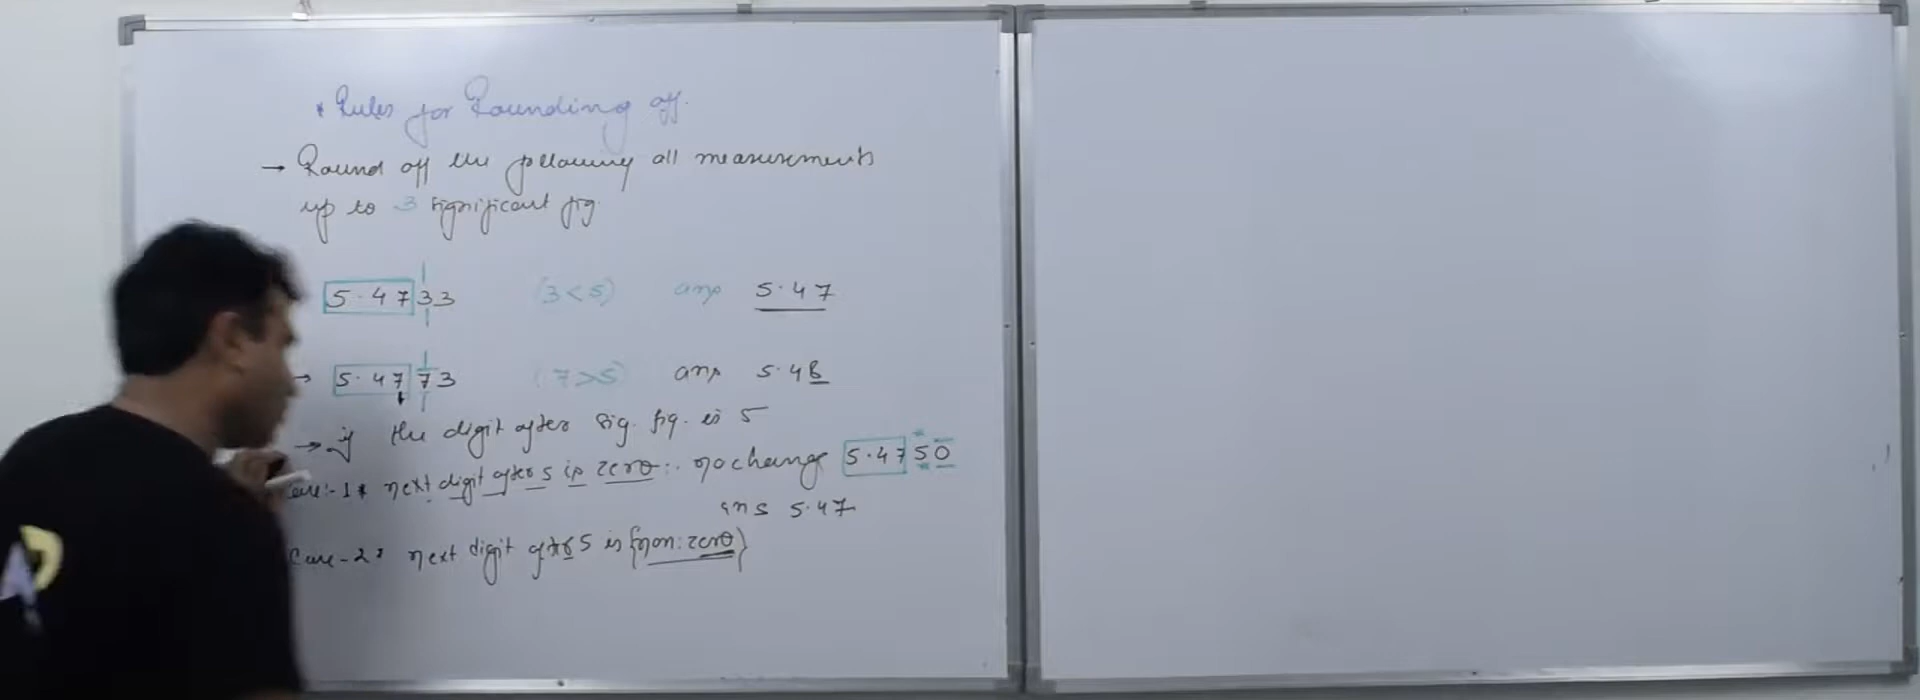 * Rules for Rounding off.
→ Round off the following all measurements
up to 3 significant fig.
5.4733 (3<5) ans 5.47
→ 5.4773 (7>5) ans 5.48
→ if the digit after sig. fig. is 5
Case:-1* next digit after 5 is zero:. no change 5.4750
ans 5.47
Case-2: next digit after 5 is {non:zero}